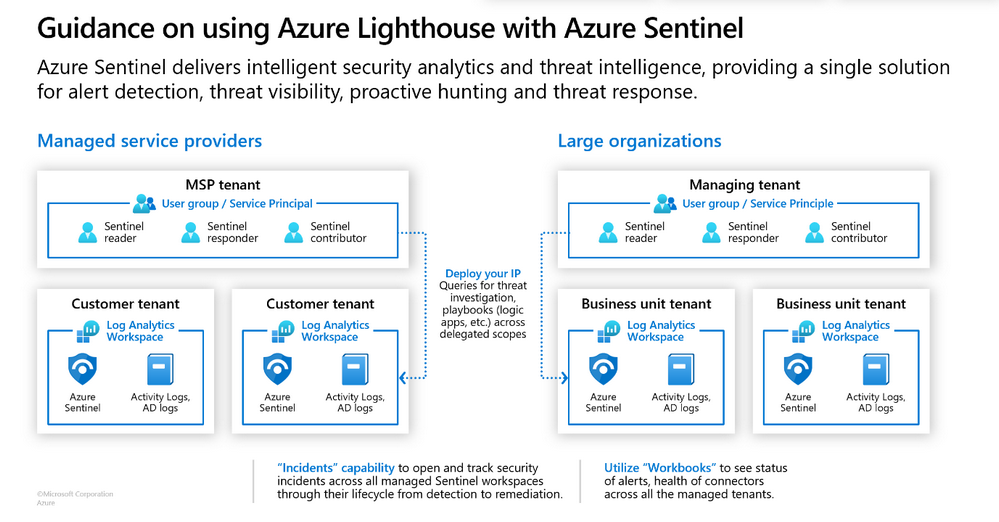 Guidance on using Azure Lighthouse with Azure Sentinel
Azure Sentinel delivers intelligent security analytics and threat intelligence, providing a single solution
for alert detection, threat visibility, proactive hunting and threat response.
Managed service providers
MSP tenant
User group / Service Principal
Sentinel
reader
Sentinel
responder
Sentinel
contributor
Customer tenant
Log Analytics
Workspace
Azure
Sentinel
Activity Logs,
AD logs
Customer tenant
Log Analytics
Workspace
Azure
Sentinel
Activity Logs,
AD logs
Deploy your IP
Queries for threat
investigation,
playbooks (logic
apps, etc.) across
delegated scopes
Large organizations
Managing tenant
User group / Service Principle
Sentinel
reader
Sentinel
responder
Sentinel
contributor
Business unit tenant
Log Analytics
Workspace
Azure
Sentinel
Activity Logs,
AD logs
Business unit tenant
Log Analytics
Workspace
Azure
Sentinel
Activity Logs,
AD logs
"Incidents" capability to open and track security
incidents across all managed Sentinel workspaces
through their lifecycle from detection to remediation.
Utilize "Workbooks" to see status
of alerts, health of connectors
across all the managed tenants.
©Microsoft Corporation
Azure